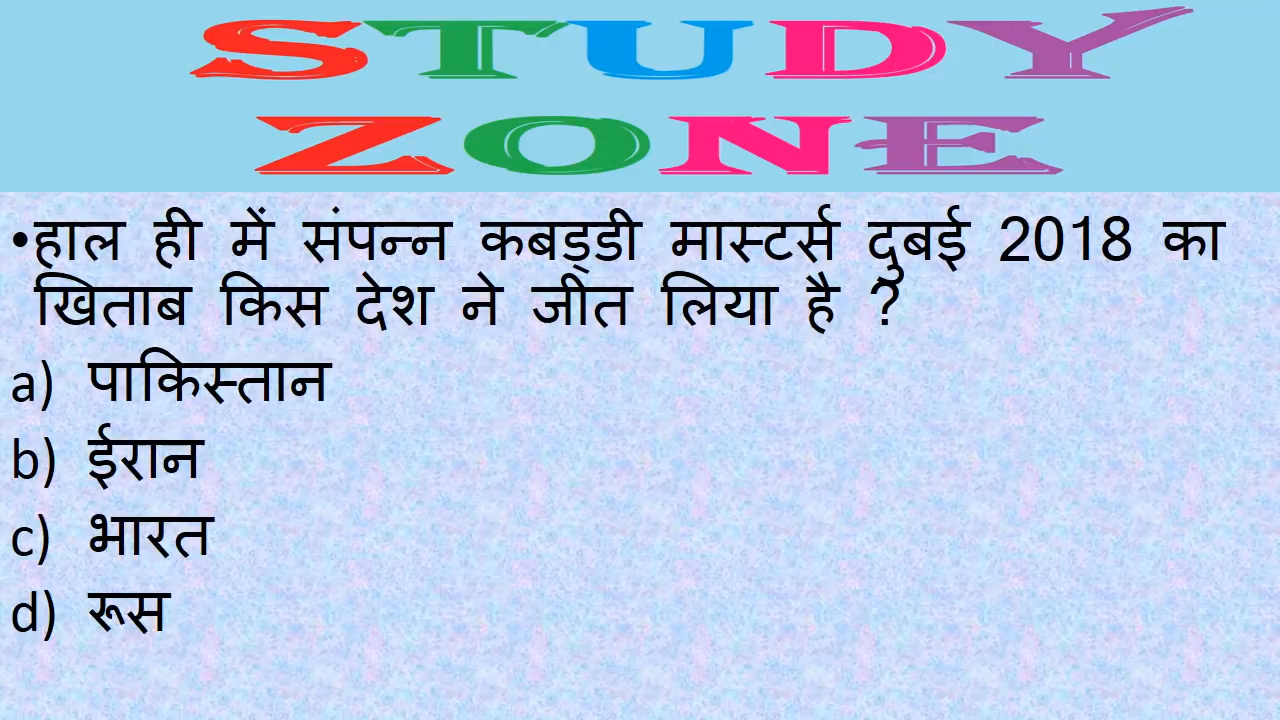 STUDY
ZONE
•हाल ही में संपन्न कबड्डी मास्टर्स दुबई 2018 का
खिताब किस देश ने जीत लिया है ?
a) पाकिस्तान
b) ईरान
c) भारत
d) रूस